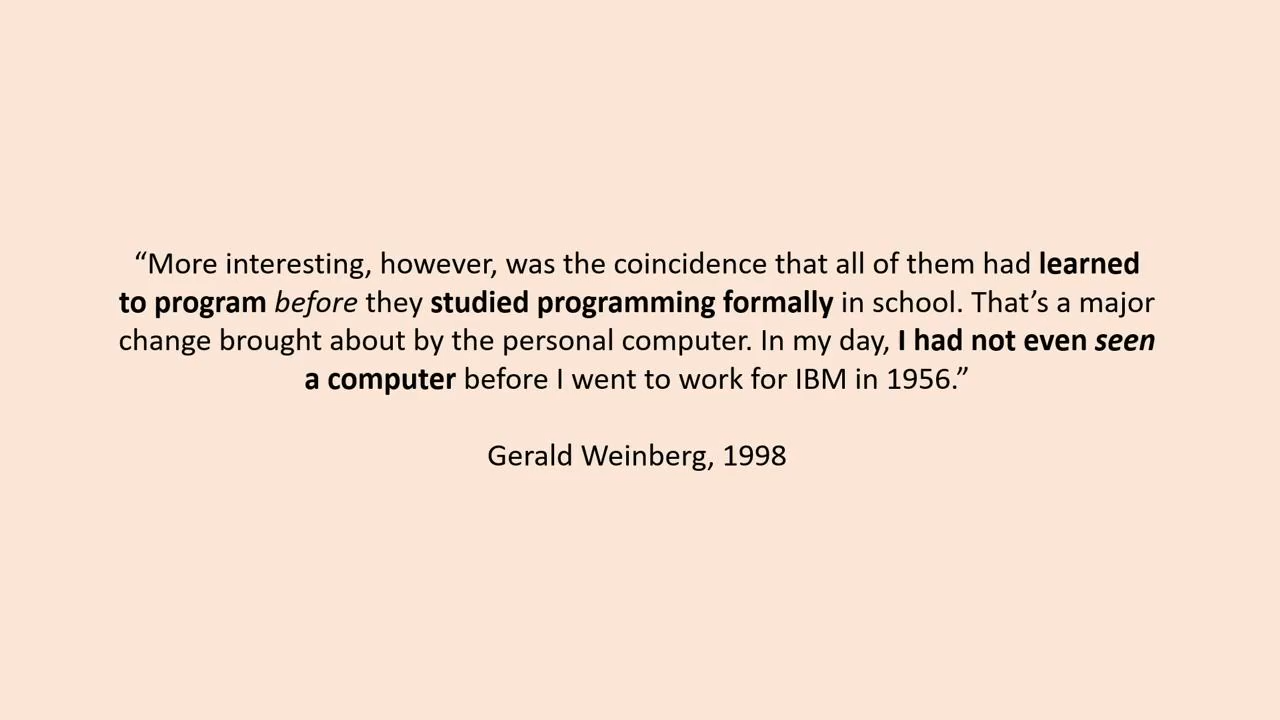 “More interesting, however, was the coincidence that all of them had learned
to program before they studied programming formally in school. That’s a major
change brought about by the personal computer. In my day, I had not even seen
a computer before I went to work for IBM in 1956.”
Gerald Weinberg, 1998